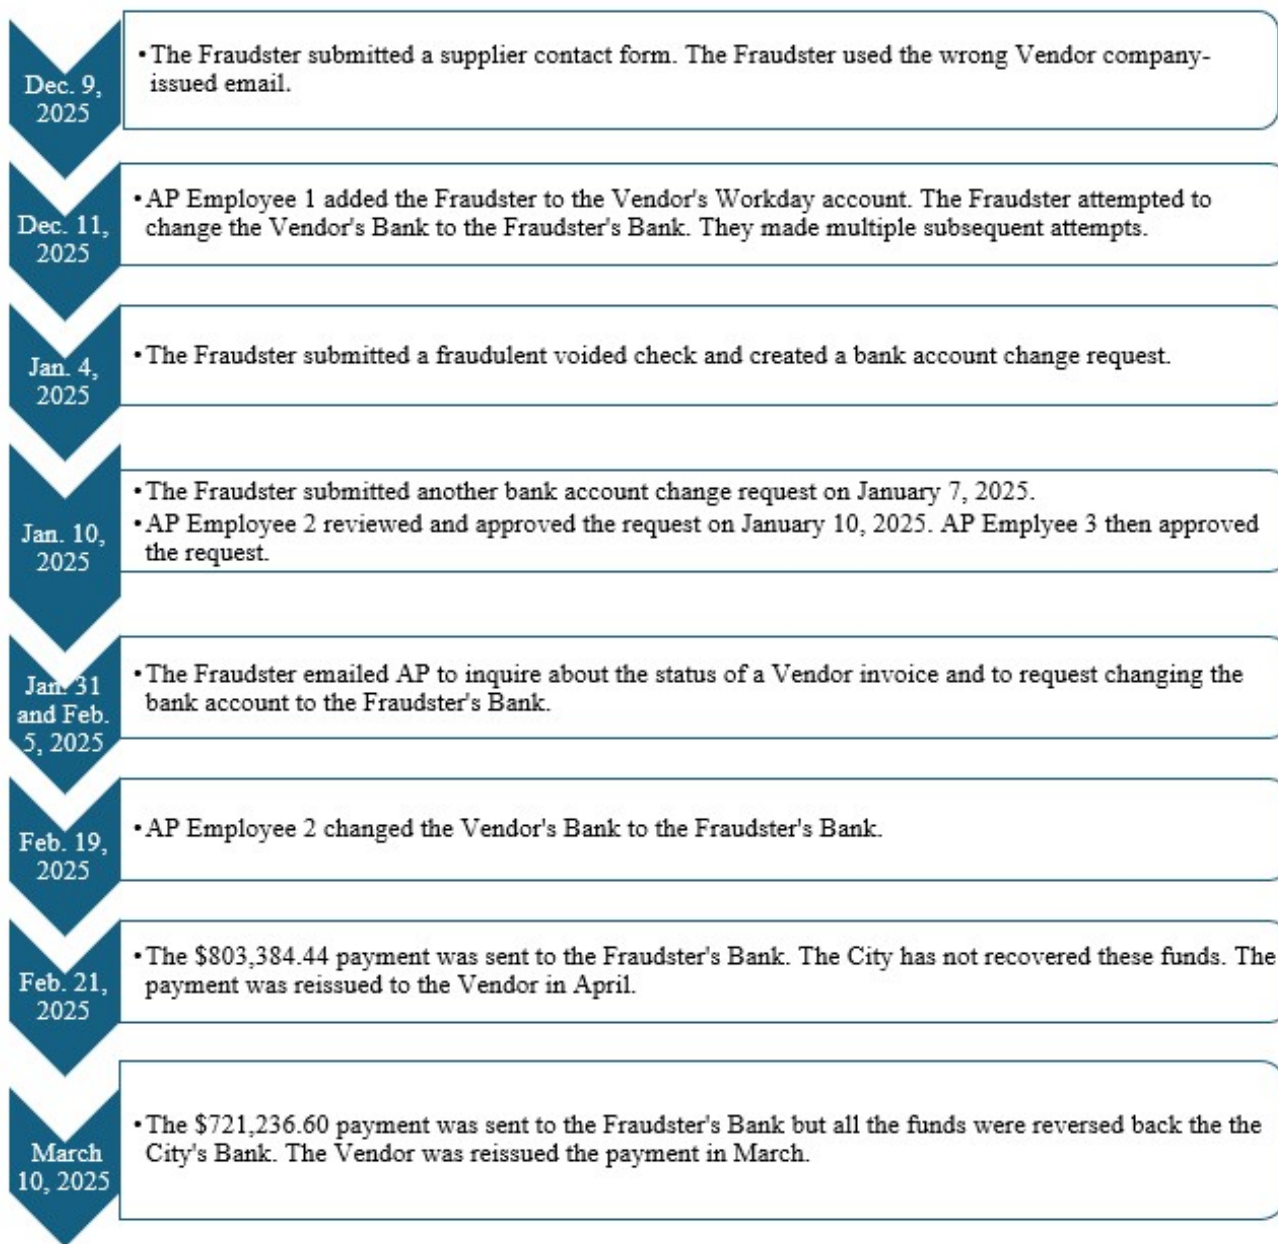 Dec. 9,
2025
•The Fraudster submitted a supplier contact form. The Fraudster used the wrong Vendor company-
issued email.
Dec. 11,
2025
•AP Employee 1 added the Fraudster to the Vendor's Workday account. The Fraudster attempted to
change the Vendor's Bank to the Fraudster's Bank. They made multiple subsequent attempts.
Jan. 4,
2025
•The Fraudster submitted a fraudulent voided check and created a bank account change request.
Jan. 10,
2025
•The Fraudster submitted another bank account change request on January 7, 2025.
•AP Employee 2 reviewed and approved the request on January 10, 2025. AP Emplyee 3 then approved
the request.
Jan. 31
and Feb.
5, 2025
•The Fraudster emailed AP to inquire about the status of a Vendor invoice and to request changing the
bank account to the Fraudster's Bank.
Feb. 19,
2025
•AP Employee 2 changed the Vendor's Bank to the Fraudster's Bank.
Feb. 21,
2025
•The $803,384.44 payment was sent to the Fraudster's Bank. The City has not recovered these funds. The
payment was reissued to the Vendor in April.
March
10, 2025
•The $721,236.60 payment was sent to the Fraudster's Bank but all the funds were reversed back the the
City's Bank. The Vendor was reissued the payment in March.